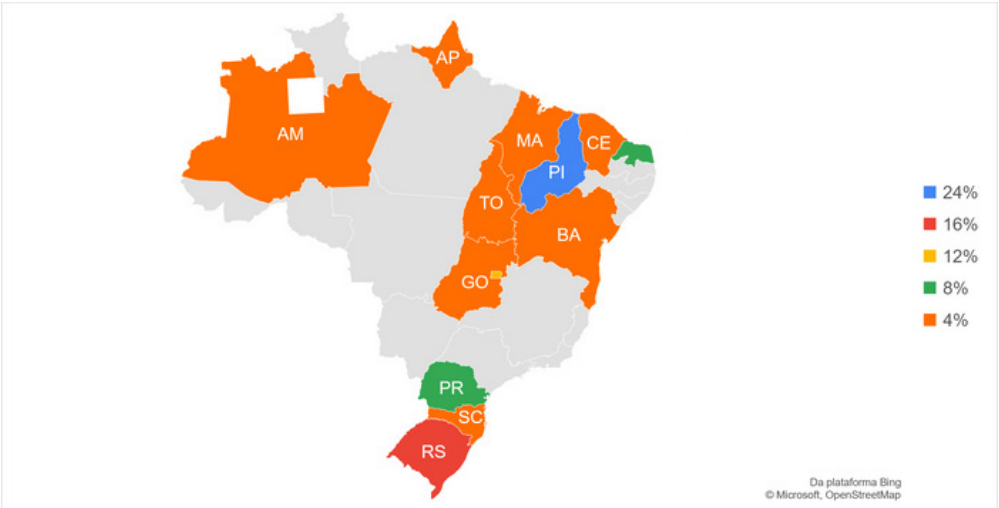 AP
AM
MA
CE
PI
TO
BA
GO
PR
SC
RS
24%
16%
12%
8%
4%
Da plataforma Bing
© Microsoft, OpenStreetMap